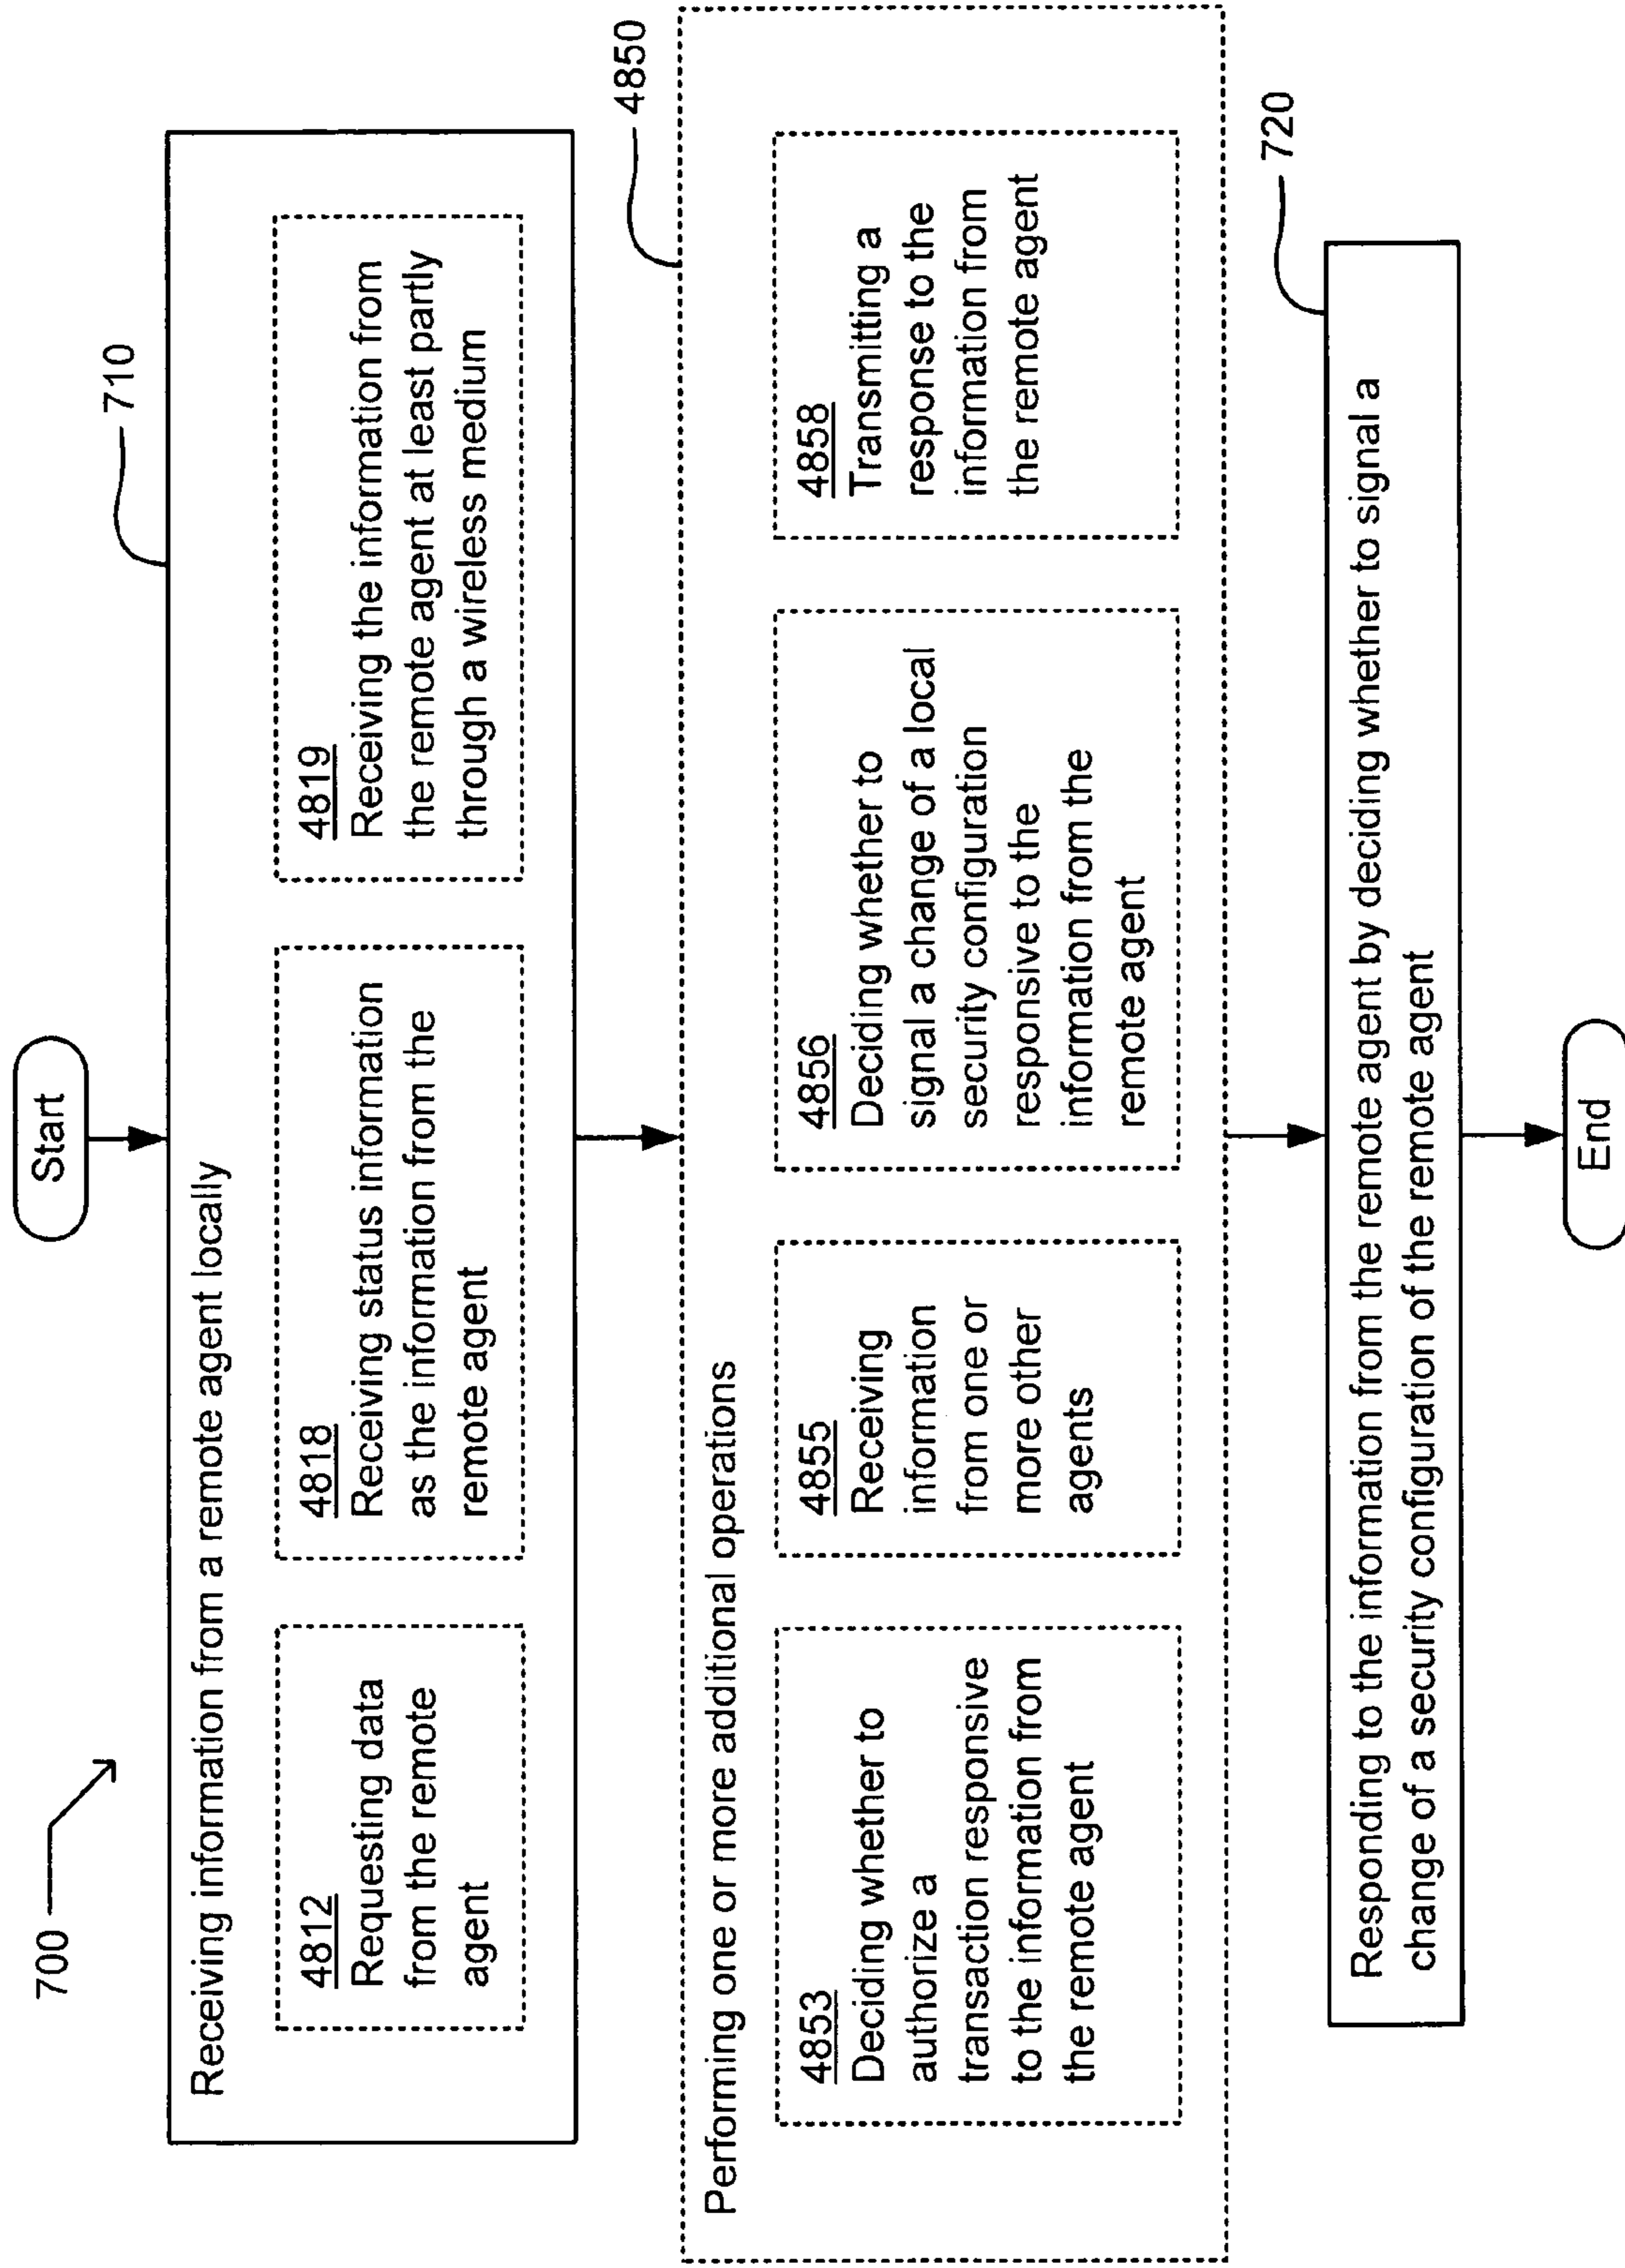 700
Start
710
Receiving information from a remote agent locally
4812
Requesting data
from the remote
agent
4818
Receiving status information
as the information from the
remote agent
4819
Receiving the information from
the remote agent at least partly
through a wireless medium
4850
Performing one or more additional operations
4853
Deciding whether to
authorize a
transaction responsive
to the information from
the remote agent
4855
Receiving
information
from one or
more other
agents
4856
Deciding whether to
signal a change of a local
security configuration
responsive to the
information from the
remote agent
4858
Transmitting a
response to the
information from
the remote agent
720
Responding to the information from the remote agent by deciding whether to signal a
change of a security configuration of the remote agent
End